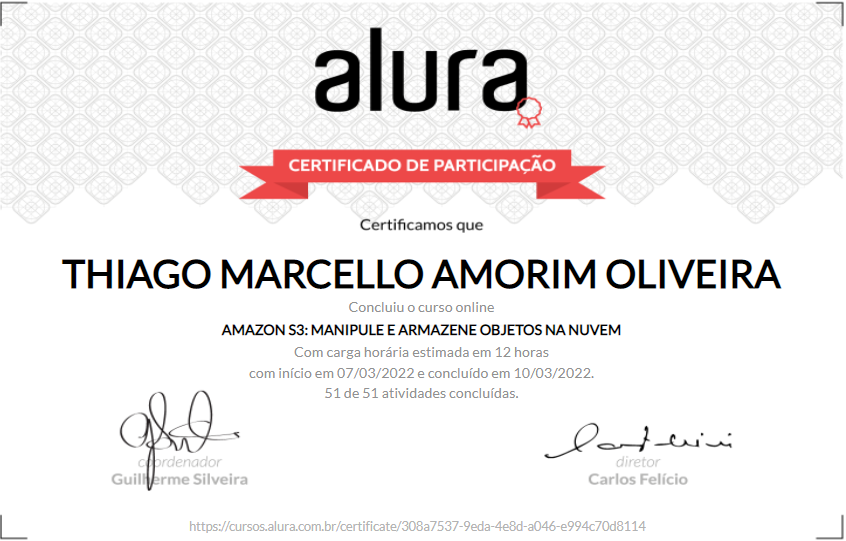 alura
CERTIFICADO DE PARTICIPAÇÃO
Certificamos que
THIAGO MARCELLO AMORIM OLIVEIRA
Concluiu o curso online
AMAZON S3: MANIPULE E ARMAZENE OBJETOS NA NUVEM
Com carga horária estimada em 12 horas
com início em 07/03/2022 e concluído em 10/03/2022.
51 de 51 atividades concluídas.
coordenador
Guilherme Silveira
diretor
Carlos Felício
https://cursos.alura.com.br/certificate/308a7537-9eda-4e8d-a046-e994c70d8114